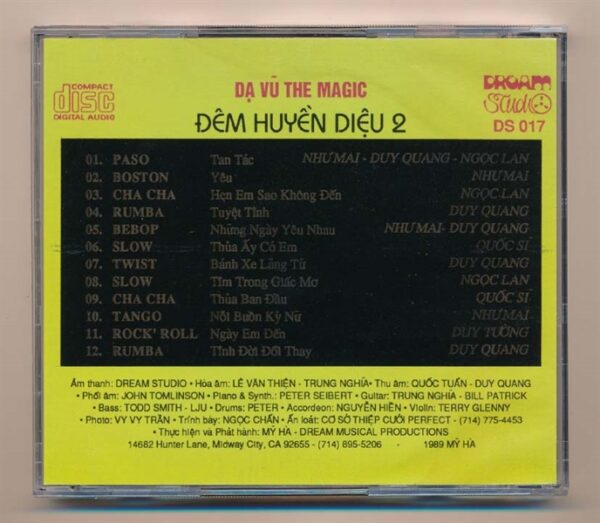 COMPACT
disc
DIGITAL AUDIO
DẠ VŨ THE MAGIC
ĐÊM HUYỀN DIỆU 2
DREAM
Studio
DS 017
01. PASO Tan Tác NHƯ MAI - DUY QUANG - NGỌC LAN
02. BOSTON Yêu NHƯ MAI
03. CHA CHA Hẹn Em Sao Không Đến NGỌC LAN
04. RUMBA Tuyệt Tình DUY QUANG
05. BEBOP Những Ngày Yêu Nhau NHƯ MAI- DUY QUANG
06. SLOW Thùa Ấy Có Em QUỐC SĨ
07. TWIST Bánh Xe Lãng Tử DUY QUANG
08. SLOW Tìm Trong Giấc Mơ NGỌC LAN
09. CHA CHA Thùa Ban Đầu QUỐC SĨ
10. TANGO Nỗi Buồn Kỳ Nữ NHƯ MAI
11. ROCK' ROLL Ngày Em Đến DUY TƯỜNG
12. RUMBA Tình Đời Đổi Thay DUY QUANG
Âm thanh: DREAM STUDIO • Hòa âm: LÊ VĂN THIỆN - TRUNG NGHĨA • Thu âm: QUỐC TUẤN - DUY QUANG
• Phối âm: JOHN TOMLINSON • Piano & Synth.: PETER SEIBERT • Guitar: TRUNG NGHĨA - BILL PATRICK
• Bass: TODD SMITH - LJU • Drums: PETER • Accordeon: NGUYỄN HIỀN • Violin: TERRY GLENNY
• Photo: VY VY TRẦN • Trình bày: NGỌC CHẤN • Ấn loát: CƠ SỞ THIỆP CƯỚI PERFECT - (714) 775-4453
• Thực hiện và Phát hành: MỸ HÀ - DREAM MUSICAL PRODUCTIONS
14682 Hunter Lane, Midway City, CA 92655 - (714) 895-5206 - 1989 MỸ HÀ